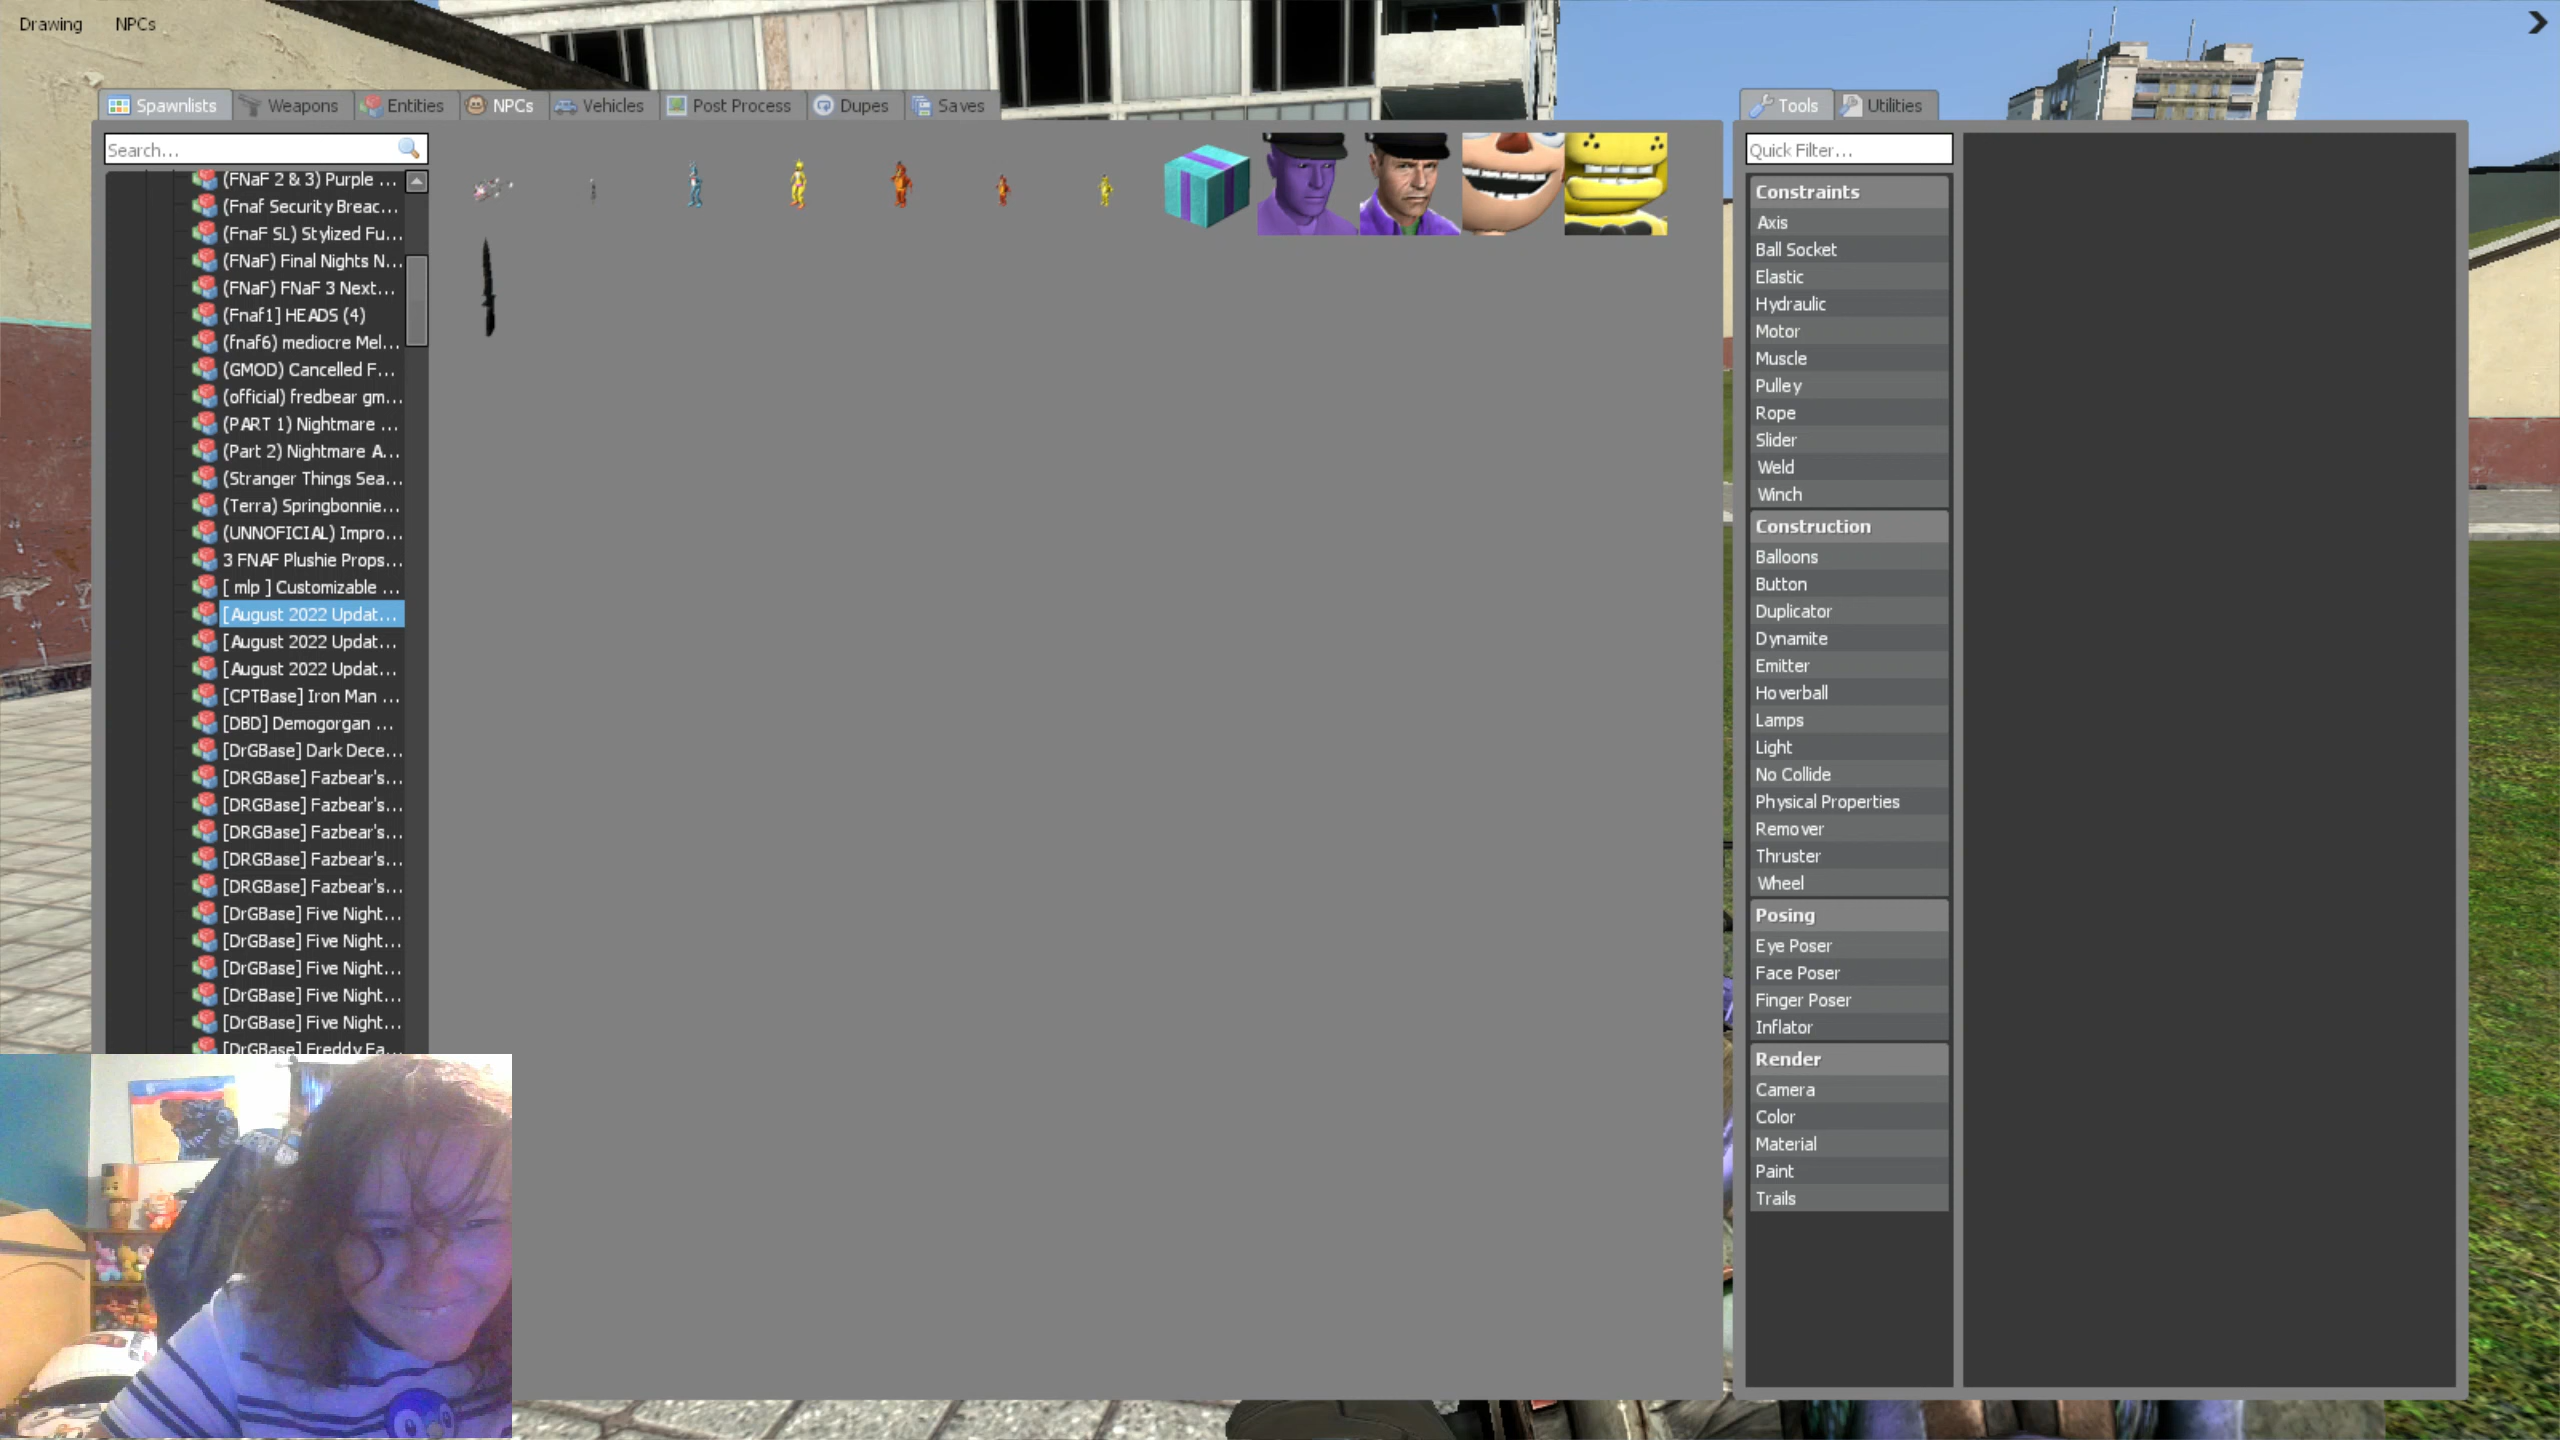 Drawing NPCs
Spawnlists Weapons Entities NPCs Vehicles Post Process Dupes Saves
Search...
(FNaF 2 & 3) Purple ...
(Fnaf Security Breac...
(FnaF SL) Stylized Fu...
(FNaF) Final Nights N...
(FNaF) FNaF 3 Next...
(Fnaf1] HEADS (4)
(fnaf6) mediocre Mel...
(GMOD) Cancelled F...
(official) fredbear gm...
(PART 1) Nightmare ...
(Part 2) Nightmare A...
(Stranger Things Sea...
(Terra) Springbonnie...
(UNNOFICIAL) Impro...
3 FNAF Plushie Props...
[ mlp ] Customizable ...
[ August 2022 Updat...
[ August 2022 Updat...
[ August 2022 Updat...
[CPTBase] Iron Man ...
[DBD] Demogorgan ...
[DrGBase] Dark Dece...
[DRGBase] Fazbear's...
[DRGBase] Fazbear's...
[DRGBase] Fazbear's...
[DRGBase] Fazbear's...
[DRGBase] Fazbear's...
[DrGBase] Five Night...
[DrGBase] Five Night...
[DrGBase] Five Night...
[DrGBase] Five Night...
[DrGBase] Five Night...
[DrGBase] Freddy Fa...
Tools Utilities
Quick Filter...
Constraints
Axis
Ball Socket
Elastic
Hydraulic
Motor
Muscle
Pulley
Rope
Slider
Weld
Winch
Construction
Balloons
Button
Duplicator
Dynamite
Emitter
Hoverball
Lamps
Light
No Collide
Physical Properties
Remover
Thruster
Wheel
Posing
Eye Poser
Face Poser
Finger Poser
Inflator
Render
Camera
Color
Material
Paint
Trails